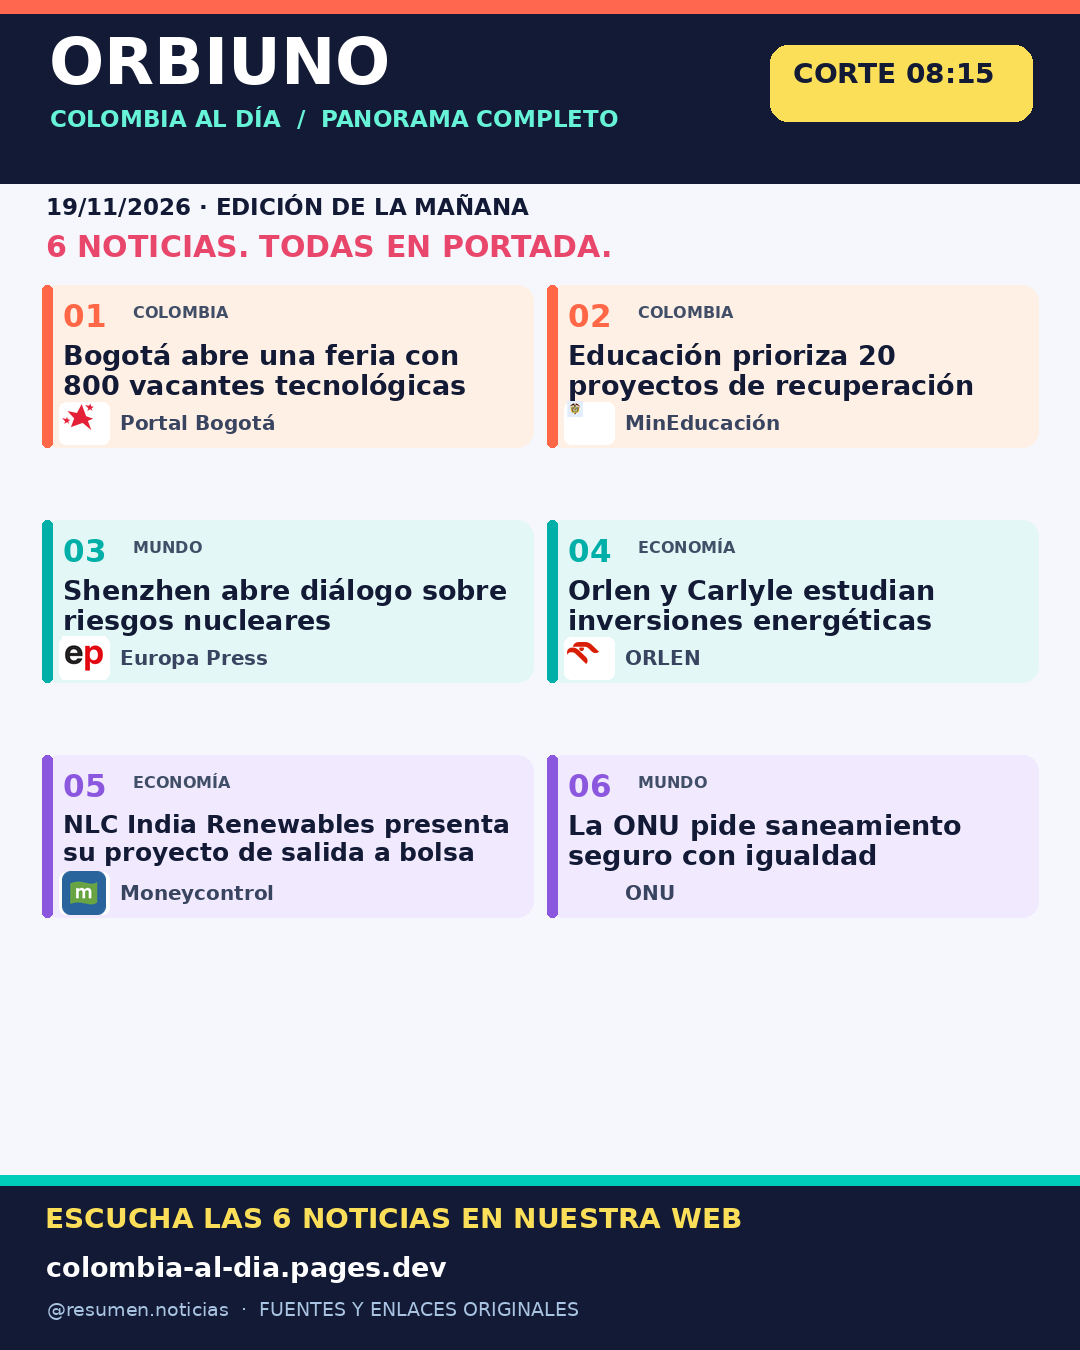 ORBIUNO
CORTE 08:15
COLOMBIA AL DÍA / PANORAMA COMPLETO
19/11/2026 · EDICIÓN DE LA MAÑANA
6 NOTICIAS. TODAS EN PORTADA.
01 COLOMBIA
Bogotá abre una feria con
800 vacantes tecnológicas
Portal Bogotá
02 COLOMBIA
Educación prioriza 20
proyectos de recuperación
MinEducación
03 MUNDO
Shenzhen abre diálogo sobre
riesgos nucleares
ep Europa Press
04 ECONOMÍA
Orlen y Carlyle estudian
inversiones energéticas
ORLEN
05 ECONOMÍA
NLC India Renewables presenta
su proyecto de salida a bolsa
m Moneycontrol
06 MUNDO
La ONU pide saneamiento
seguro con igualdad
ONU
ESCUCHA LAS 6 NOTICIAS EN NUESTRA WEB
colombia-al-dia.pages.dev
@resumen.noticias · FUENTES Y ENLACES ORIGINALES